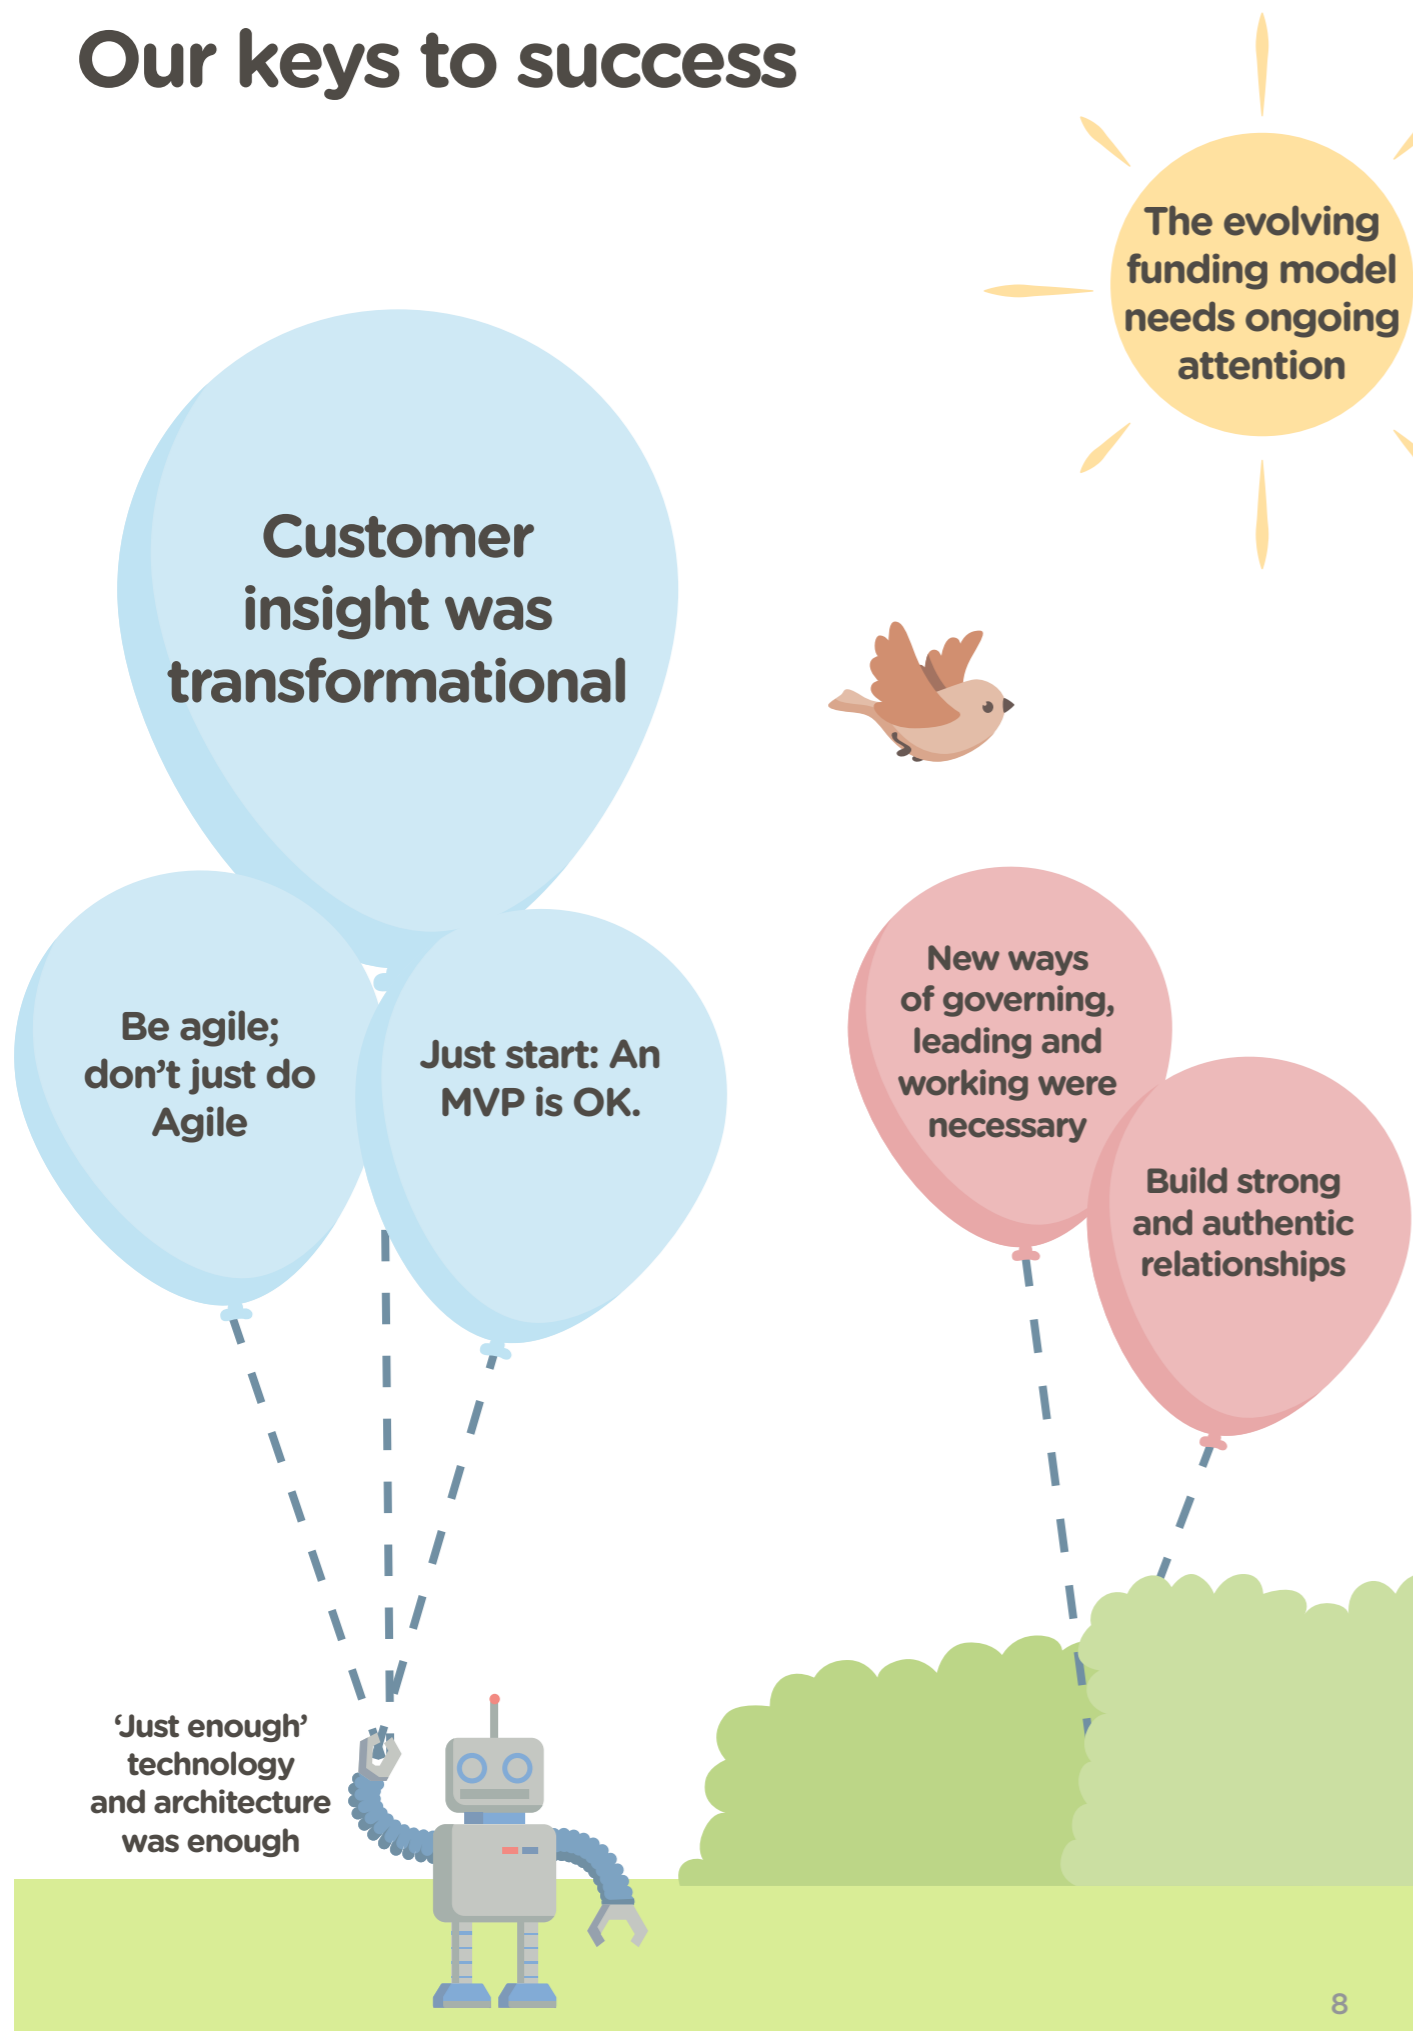 Our keys to success
The evolving
funding model
needs ongoing
attention
Customer
insight was
transformational
Be agile;
don’t just do
Agile
Just start: An
MVP is OK.
New ways
of governing,
leading and
working were
necessary
Build strong
and authentic
relationships
‘Just enough’
technology
and architecture
was enough
8